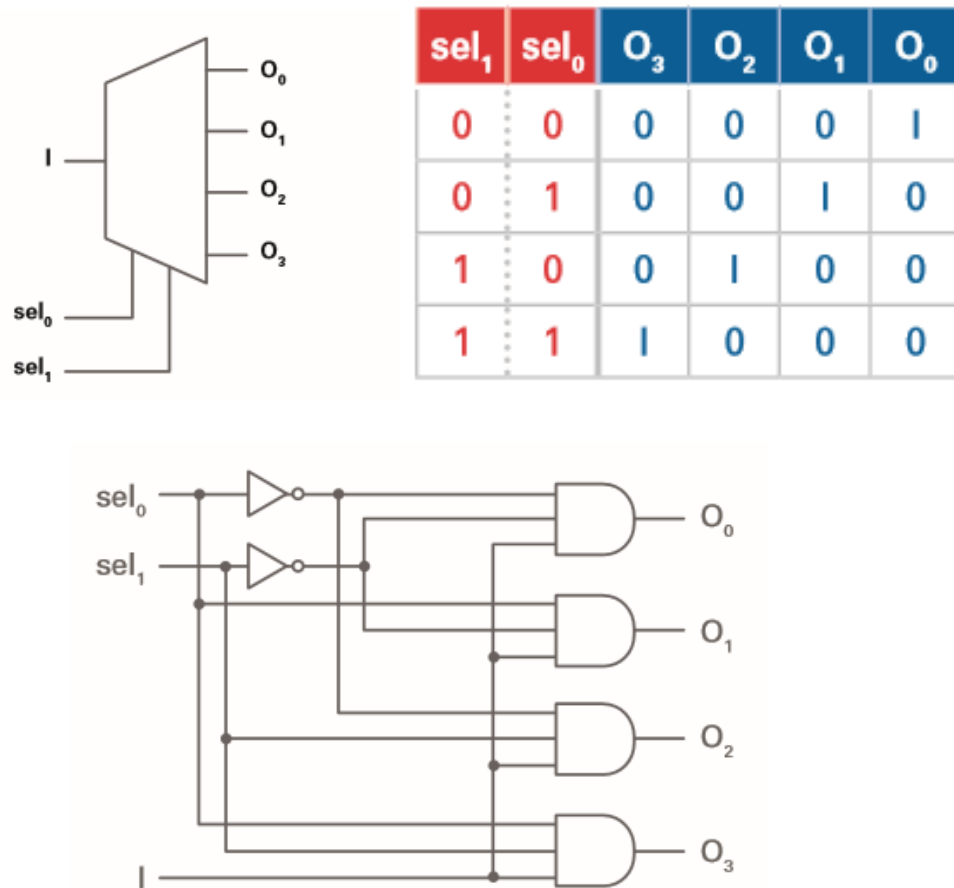 O₀
O₁
I
O₂
O₃
sel₀
sel₁
sel₁ sel₀ O₃ O₂ O₁ O₀
0 0 0 0 0 I
0 1 0 0 I 0
1 0 0 I 0 0
1 1 I 0 0 0
sel₀
O₀
sel₁
O₁
O₂
O₃
I